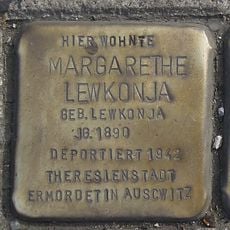 HIER WOHNTE
MARGARETHE
LEWKONJA
GEB. LEWKONJA
JG. 1890
DEPORTIERT 1942
THERESIENSTADT
ERMORDET IN AUSCWITZ